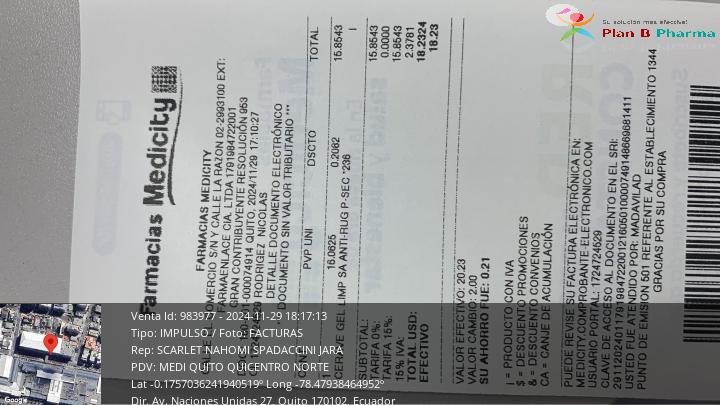 Su solución más efectiva!
Plan B Pharma
Farmacias Medicity
FARMACIAS MEDICITY
COMERCIO S/N Y CALLE LA RAZON 02-2993100 EXT:
FARMAENLACE CIA. LTDA 1791984722001
GRAN CONTRIBUYENTE RESOLUCIÓN 953
-000074914 QUITO, 2024/11/29 17:10:27
RODRIGEZ NICOLAS
DETALLE DOCUMENTO ELECTRÓNICO
DOCUMENTO SIN VALOR TRIBUTARIO ***
PVP UNI DSCTO TOTAL
16.0625 0.2082 15.8543
GEL LIMP SA ANTI-RUG P-SEC *236 I
SUBTOTAL: 15.8543
TARIFA 0%: 0.0000
TARIFA 15%: 15.8543
15% IVA: 2.3781
TOTAL USD: 18.2324
EFECTIVO 18.23
VALOR EFECTIVO: 20.23
VALOR CAMBIO: 2.00
SU AHORRO FUE: 0.21
I = PRODUCTO CON IVA
$ = DESCUENTO PROMOCIONES
& = DESCUENTO CONVENIOS
CA = CANJE DE ACUMULACIÓN
PUEDE REVISE SU FACTURA ELECTRÓNICA EN:
MEDICITY.COMPROBANTE-ELECTRONICO.COM
USUARIO PORTAL: 1724724529
CLAVE DE ACCESO AL DOCUMENTO EN EL SRI:
USTED FUE ATENDIDO POR: MADAVILAD
PUNTO DE EMISION S01 REFERENTE AL ESTABLECIMIENTO 1344
GRACIAS POR SU COMPRA
Venta Id: 983977 - 2024-11-29 18:17:13
Tipo: IMPULSO / Foto: FACTURAS
Rep: SCARLET NAHOMI SPADACCINI JARA
PDV: MEDI QUITO QUICENTRO NORTE
Lat -0.1757036241940519º Long -78.47938464952º
Dir. Av. Naciones Unidas 27, Quito 170102, Ecuador
Google